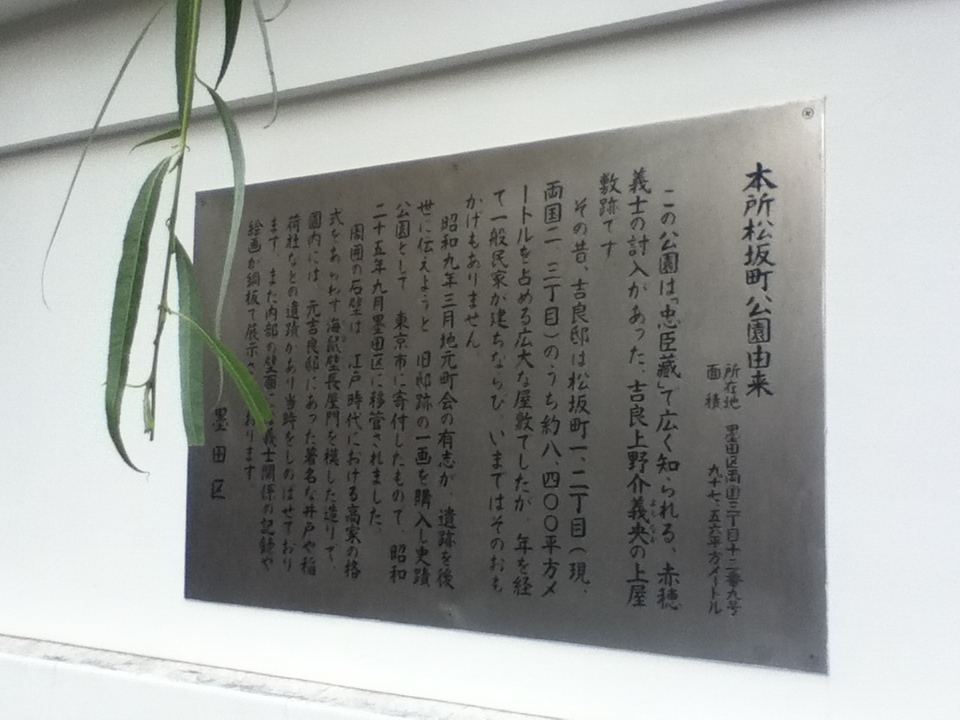 本所松坂町公園由来
所在地 墨田区両国三丁目十三番九号
面積 九十七、五六平方メートル
この公園は「忠臣蔵」で広く知られる、赤穂
義士の討入があった、吉良上野介義央の上屋
敷跡です
その昔、吉良邸は松坂町一、二丁目(現、
両国二、三丁目)のうち約八、四〇〇平方メ
ートルを占める広大な屋敷でしたが、年を経
て一般民家が建ちならび いまではそのおも
かげもありません
昭和九年三月地元町会の有志が、遺跡を後
世に伝えようと 旧邸跡の一画を購入し史蹟
公園として 東京市に寄付したもので、昭和
二十五年九月墨田区に移管されました。
周囲の石壁は 江戸時代における高家の格
式をあらわす海鼠壁長屋門を模した造りで、
園内には 元吉良邸にあった著名な井戸や稲
荷社などの遺蹟があり当時をしのばせており
ます、また内部の壁面には義士関係の記録や
絵画が銅板で展示さ おります
墨田区